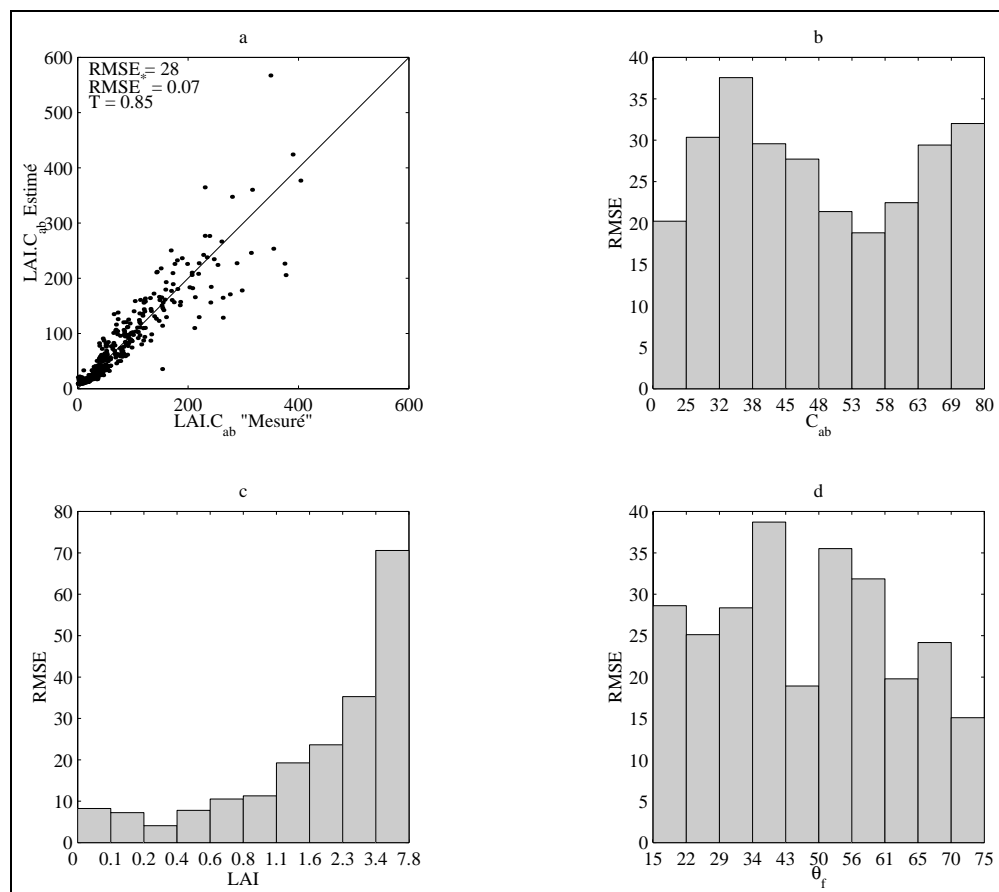 a
RMSE = 28
RMSE* = 0.07
T = 0.85
600
500
400
300
200
100
0
LAI.Cab Estimé
0 200 400 600
LAI.Cab "Mesuré"
b
40
35
30
25
20
15
10
5
0
RMSE
0 25 32 38 45 48 53 58 63 69 80
Cab
c
80
70
60
50
40
30
20
10
0
RMSE
0 0.1 0.2 0.4 0.6 0.8 1.1 1.6 2.3 3.4 7.8
LAI
d
40
35
30
25
20
15
10
5
0
RMSE
15 22 29 34 43 50 56 61 65 70 75
θf